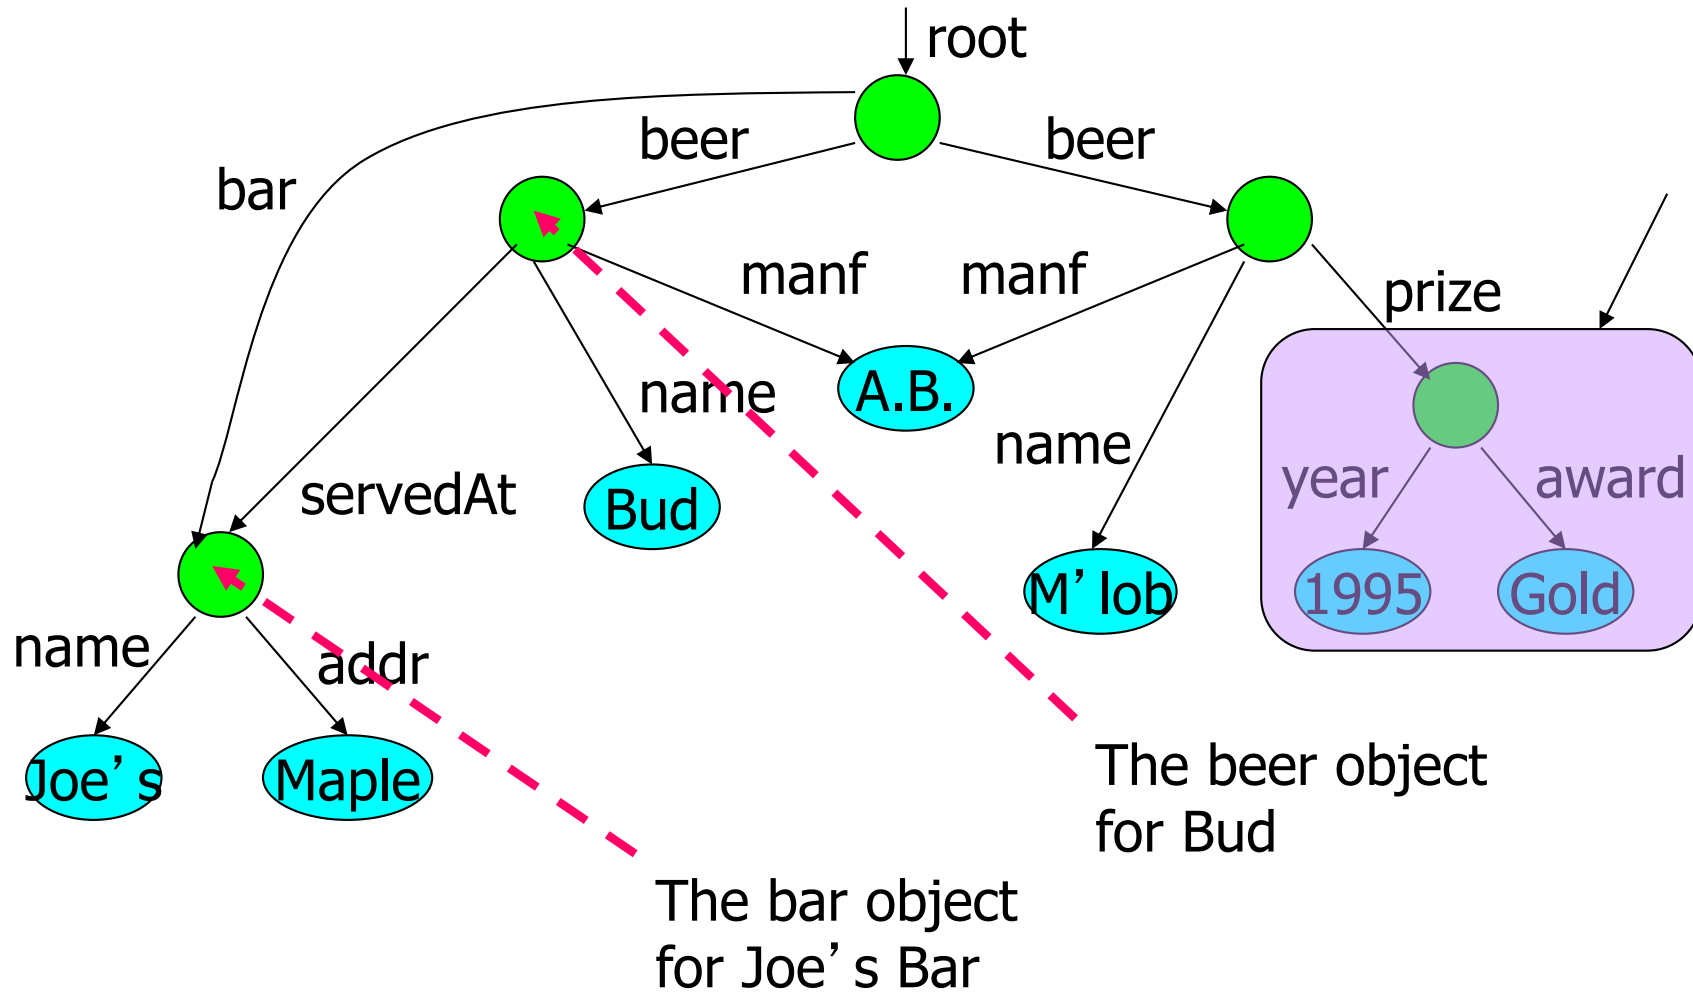 root
beer
beer
bar
manf
manf
prize
name
A.B.
name
servedAt
Bud
year
award
M’lob
1995
Gold
name
addr
Joe’s
Maple
The beer object
for Bud
The bar object
for Joe’s Bar